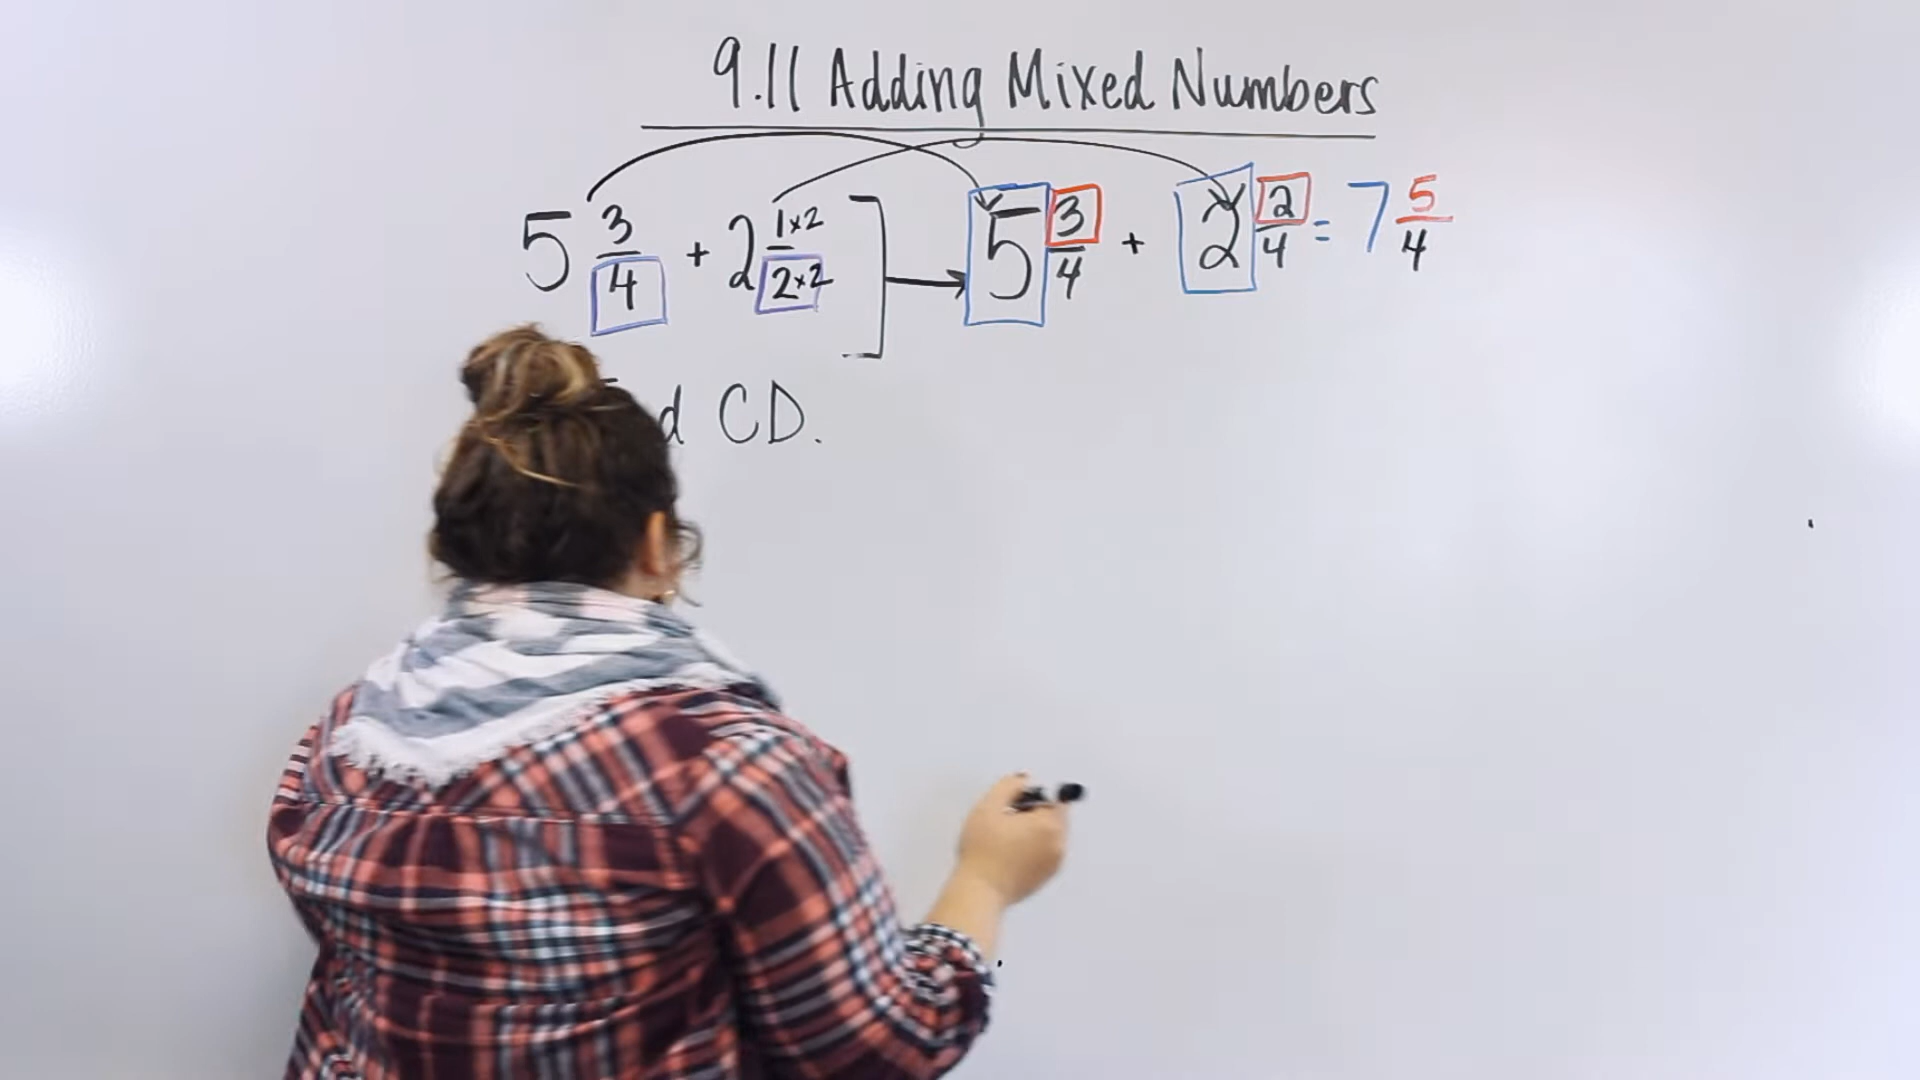 9.11 Adding Mixed Numbers
5 3/4 + 2 1×2/2×2 ] → 5 3/4 + 2 2/4 = 7 5/4
CD.